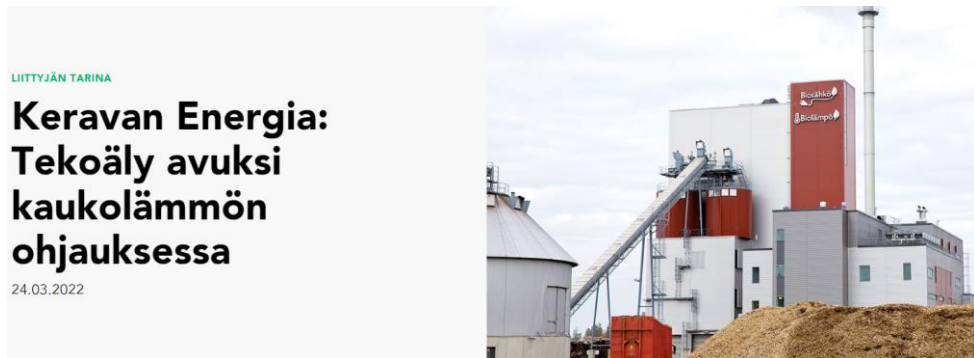 LIITTYJÄN TARINA
Keravan Energia:
Tekoäly avuksi
kaukolämmön
ohjauksessa
24.03.2022
Biosähkö
Biolämpö